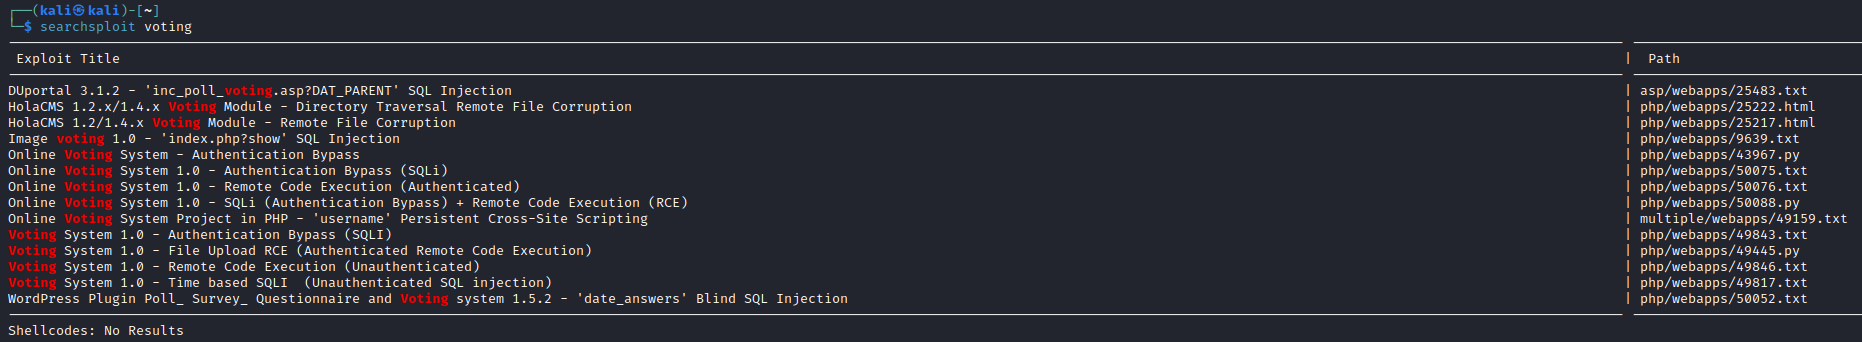 ┌──(kali㉿kali)-[~]
└─$ searchsploit voting
Exploit Title | Path
DUportal 3.1.2 - 'inc_poll_voting.asp?DAT_PARENT' SQL Injection | asp/webapps/25483.txt
HolaCMS 1.2.x/1.4.x Voting Module - Directory Traversal Remote File Corruption | php/webapps/25222.html
HolaCMS 1.2/1.4.x Voting Module - Remote File Corruption | php/webapps/25217.html
Image voting 1.0 - 'index.php?show' SQL Injection | php/webapps/9639.txt
Online Voting System - Authentication Bypass | php/webapps/43967.py
Online Voting System 1.0 - Authentication Bypass (SQLi) | php/webapps/50075.txt
Online Voting System 1.0 - Remote Code Execution (Authenticated) | php/webapps/50076.txt
Online Voting System 1.0 - SQLi (Authentication Bypass) + Remote Code Execution (RCE) | php/webapps/50088.py
Online Voting System Project in PHP - 'username' Persistent Cross-Site Scripting | multiple/webapps/49159.txt
Voting System 1.0 - Authentication Bypass (SQLI) | php/webapps/49843.txt
Voting System 1.0 - File Upload RCE (Authenticated Remote Code Execution) | php/webapps/49445.py
Voting System 1.0 - Remote Code Execution (Unauthenticated) | php/webapps/49846.txt
Voting System 1.0 - Time based SQLI  (Unauthenticated SQL injection) | php/webapps/49817.txt
WordPress Plugin Poll_ Survey_ Questionnaire and Voting system 1.5.2 - 'date_answers' Blind SQL Injection | php/webapps/50052.txt
Shellcodes: No Results